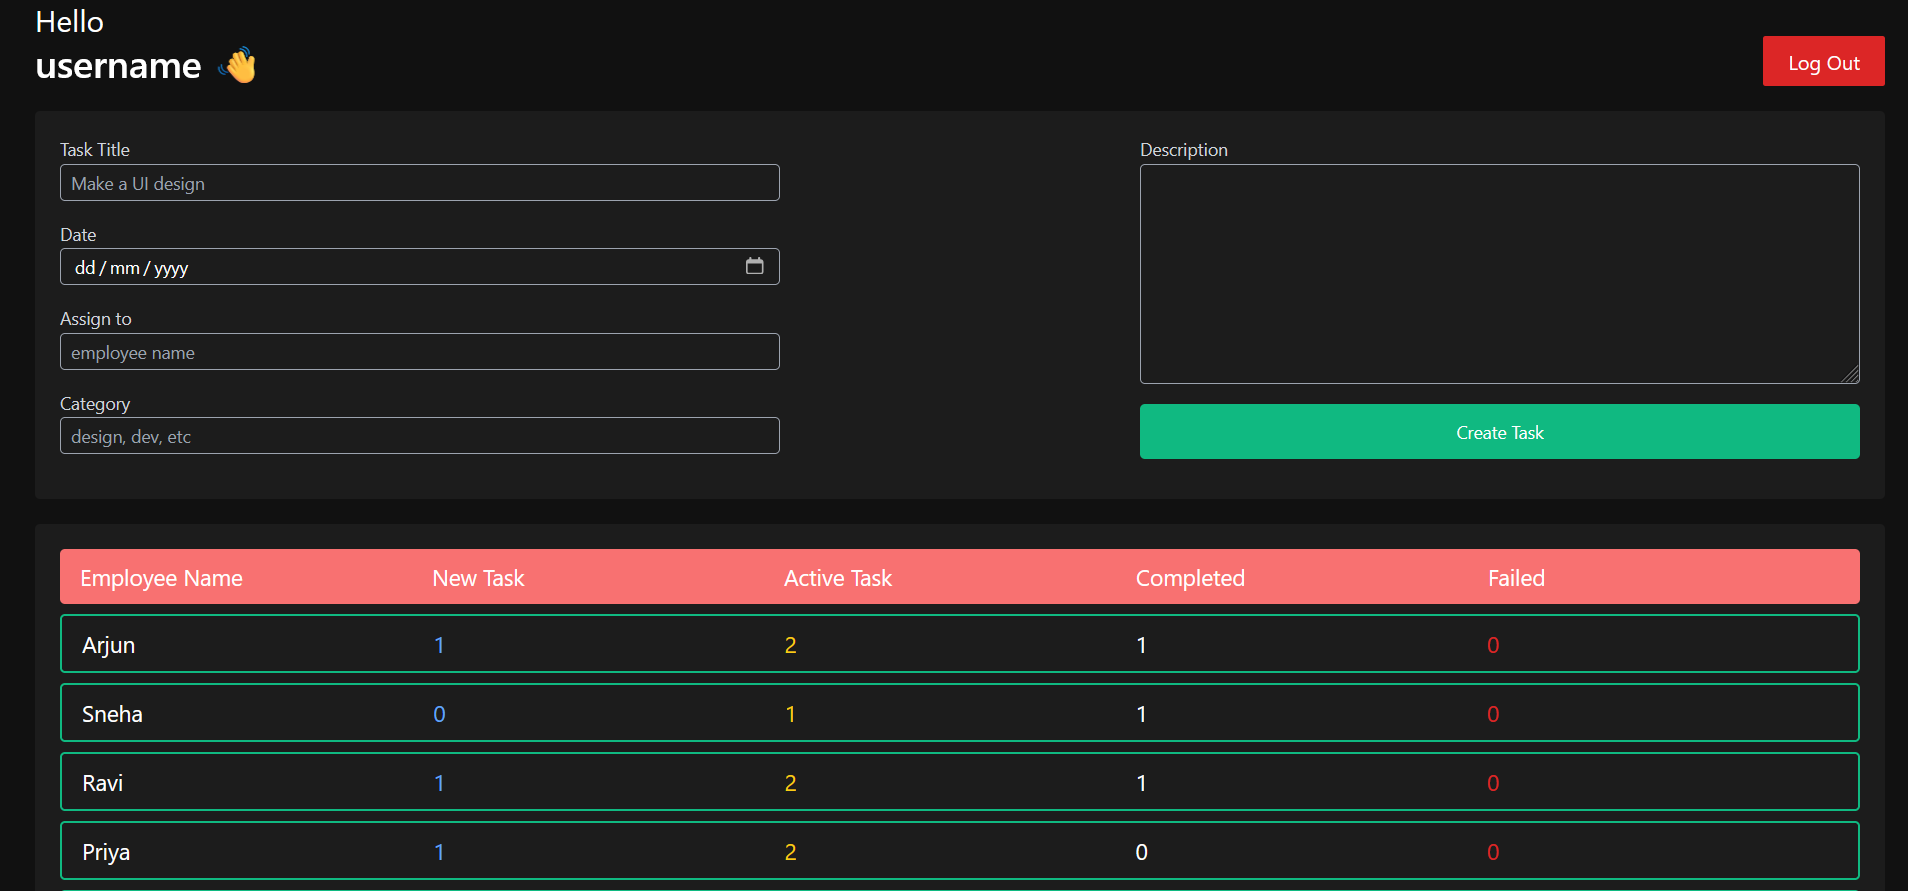 Hello
username 👋
Log Out
Task Title
Make a UI design
Date
dd/mm/yyyy
Assign to
employee name
Category
design, dev, etc
Description
Create Task
Employee Name New Task Active Task Completed Failed
Arjun 1 2 1 0
Sneha 0 1 1 0
Ravi 1 2 1 0
Priya 1 2 0 0